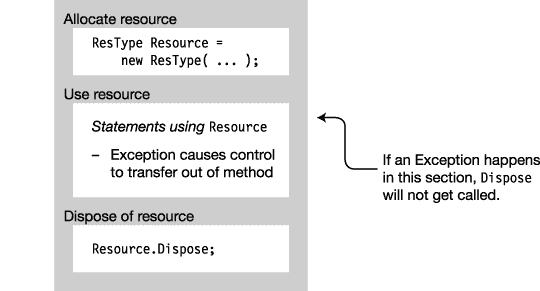 Allocate resource
ResType Resource =
new ResType( ... );
Use resource
Statements using Resource
– Exception causes control
to transfer out of method
If an Exception happens
in this section, Dispose
will not get called.
Dispose of resource
Resource.Dispose;